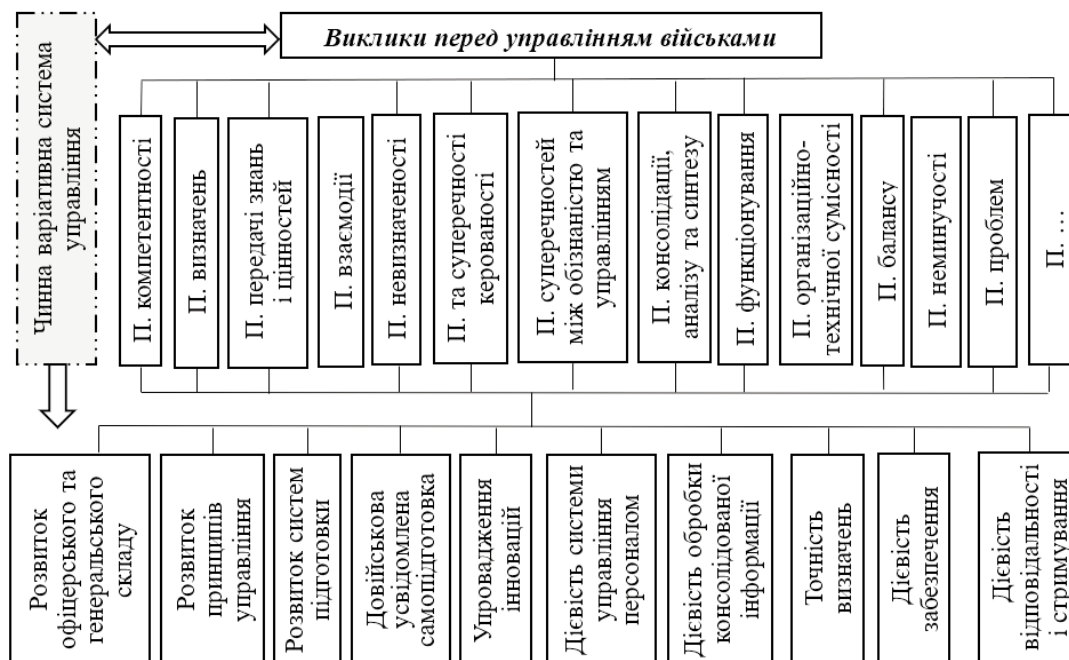 Виклики перед управлінням військами
Чинна варіативна система
управління
П. компетентності
П. визначень
П. передачі знань
і цінностей
П. взаємодії
П. невизначеності
П. та суперечності
керованості
П. суперечностей
між обізнаністю та
управлінням
П. консолідації,
аналізу та синтезу
П. функціонування
П. організаційно-
технічної сумісності
П. балансу
П. неминучості
П. проблем
П. …
Розвиток
офіцерського та
генеральського
складу
Розвиток
принципів
управління
Розвиток систем
підготовки
Довійськова
усвідомлена
самопідготовка
Упровадження
інновацій
Дієвість системи
управління
персоналом
Дієвість обробки
консолідованої
інформації
Точність
визначень
Дієвість
забезпечення
Дієвість
відповідальності
і стримування